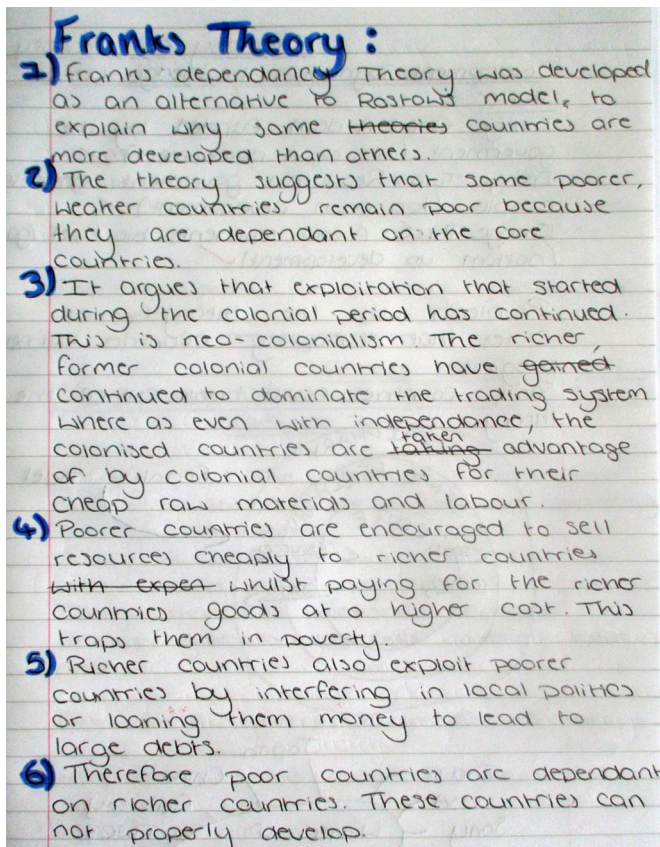 Franks Theory :
1) Franks dependancy Theory was developed
as an alternative to Rostows model, to
explain why some theories countries are
more developed than others.
2) The theory suggests that some poorer,
weaker countries remain poor because
they are dependant on the core
countries.
3) It argues that exploitation that started
during the colonial period has continued.
This is neo-colonialism The richer,
former colonial countries have gained
continued to dominate the trading system
where as even with independance, the
colonised countries are taking taken advantage
of by colonial countries for their
cheap raw materials and labour.
4) Poorer countries are encouraged to sell
resources cheaply to richer countries
with expen whilst paying for the richer
countries goods at a higher cost. This
traps them in poverty.
5) Richer countries also exploit poorer
countries by interfering in local politics
or loaning them money to lead to
large debts.
6) Therefore poor countries are dependant
on richer countries. These countries can
not properly develop.